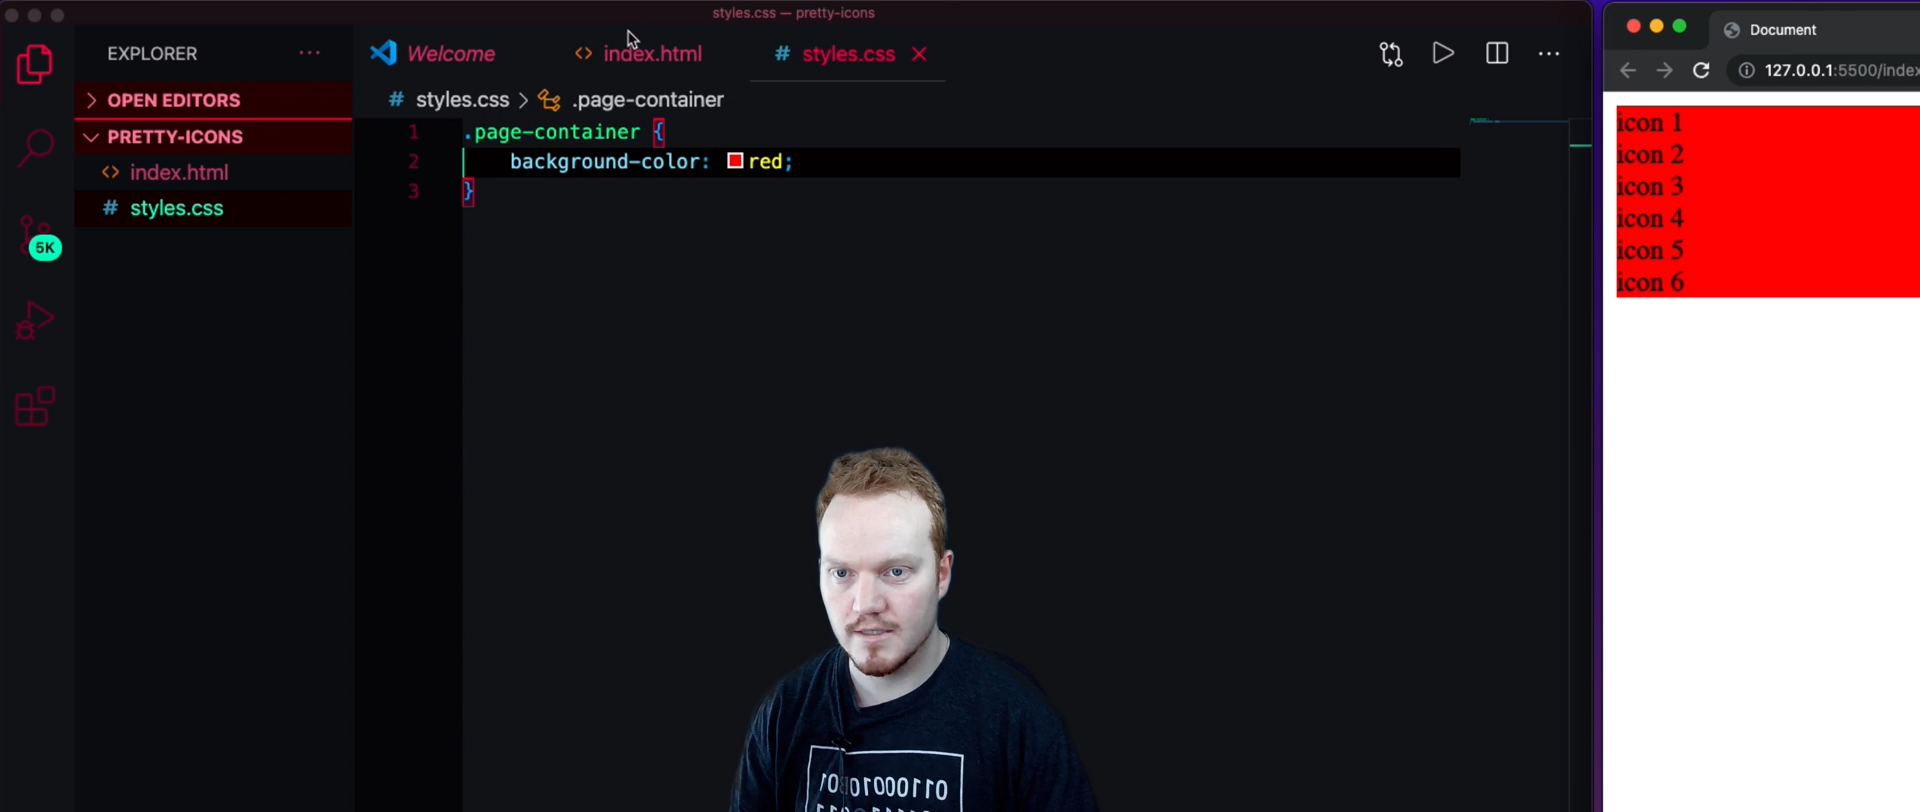 styles.css — pretty-icons
EXPLORER
OPEN EDITORS
PRETTY-ICONS
index.html
styles.css
5K
Welcome
index.html
styles.css
styles.css > .page-container
1 .page-container {
2 background-color: red;
3 }
Document
127.0.0.1:5500/index
icon 1
icon 2
icon 3
icon 4
icon 5
icon 6